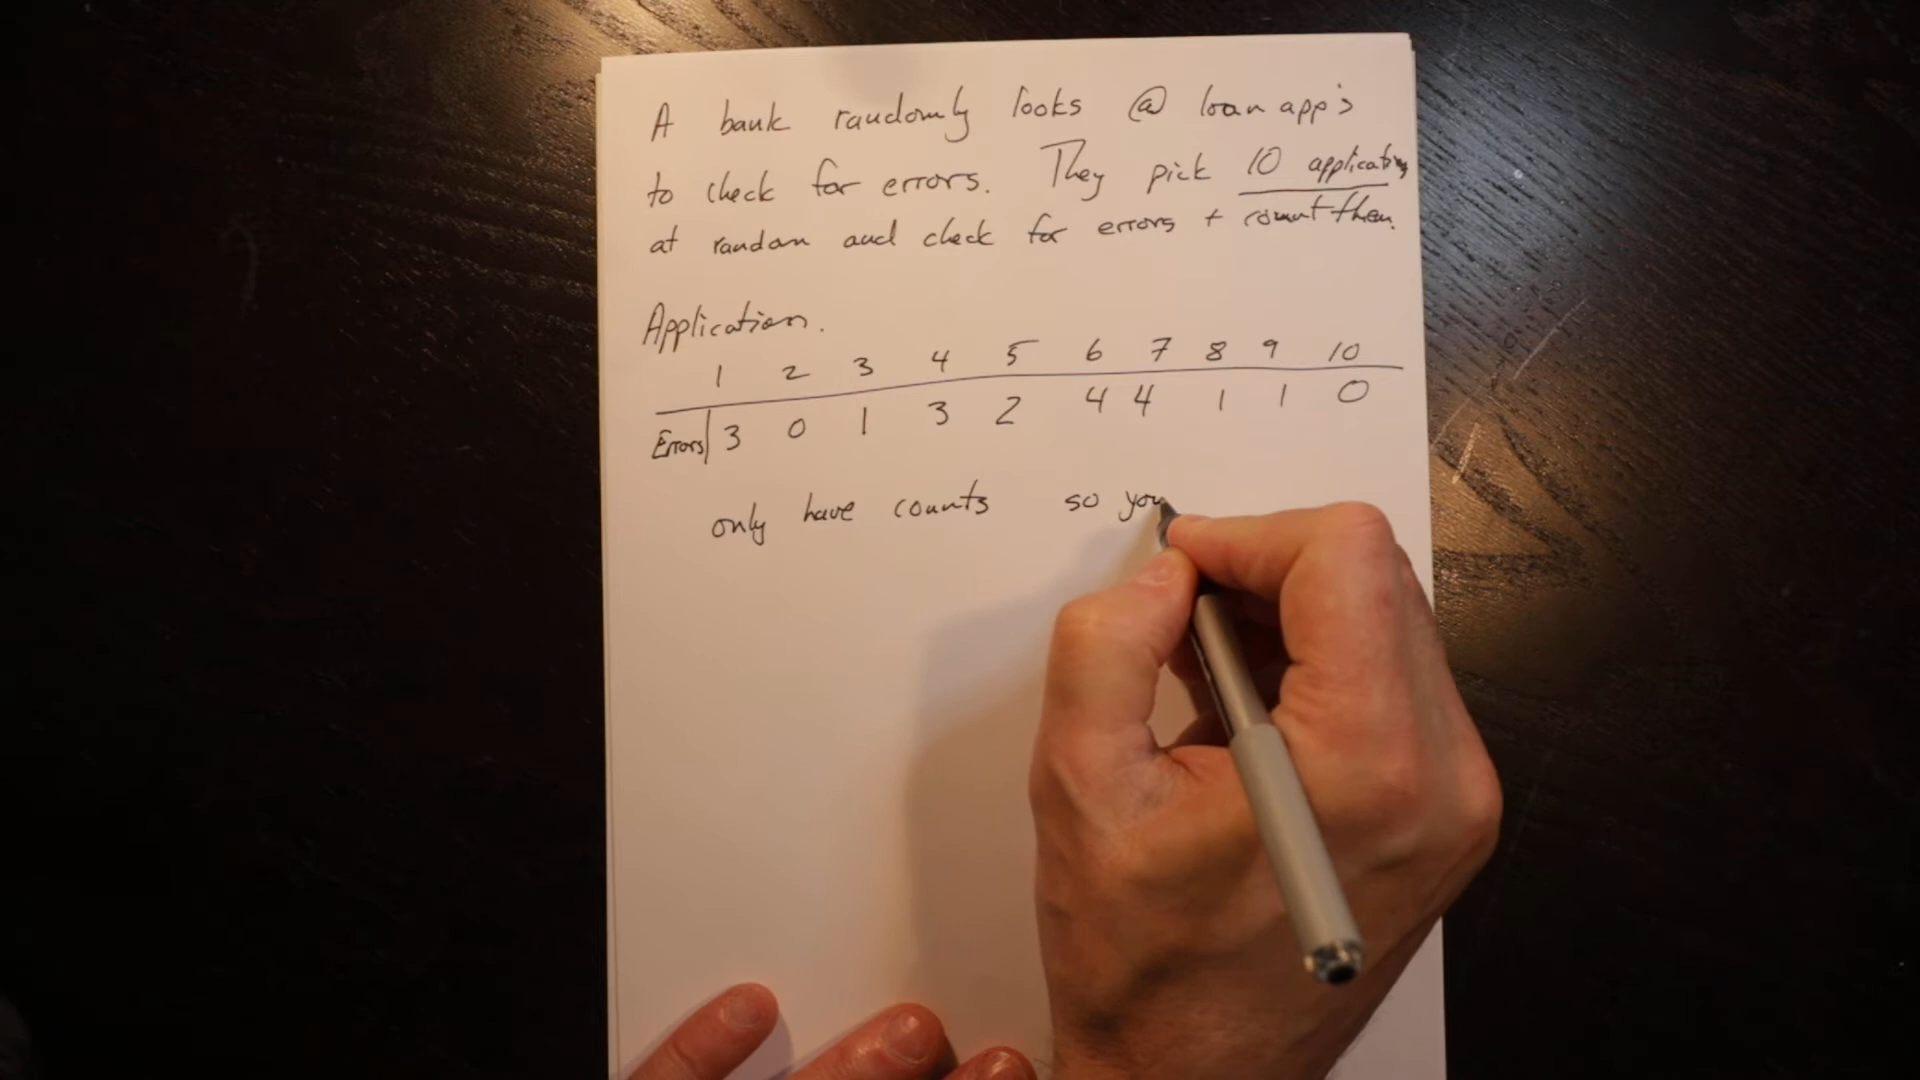 A bank randomly looks @ loan app's
to check for errors. They pick 10 applications
at random and check for errors + count them.
Application.
1 2 3 4 5 6 7 8 9 10
Errors 3 0 1 3 2 4 4 1 1 0
only have counts so you